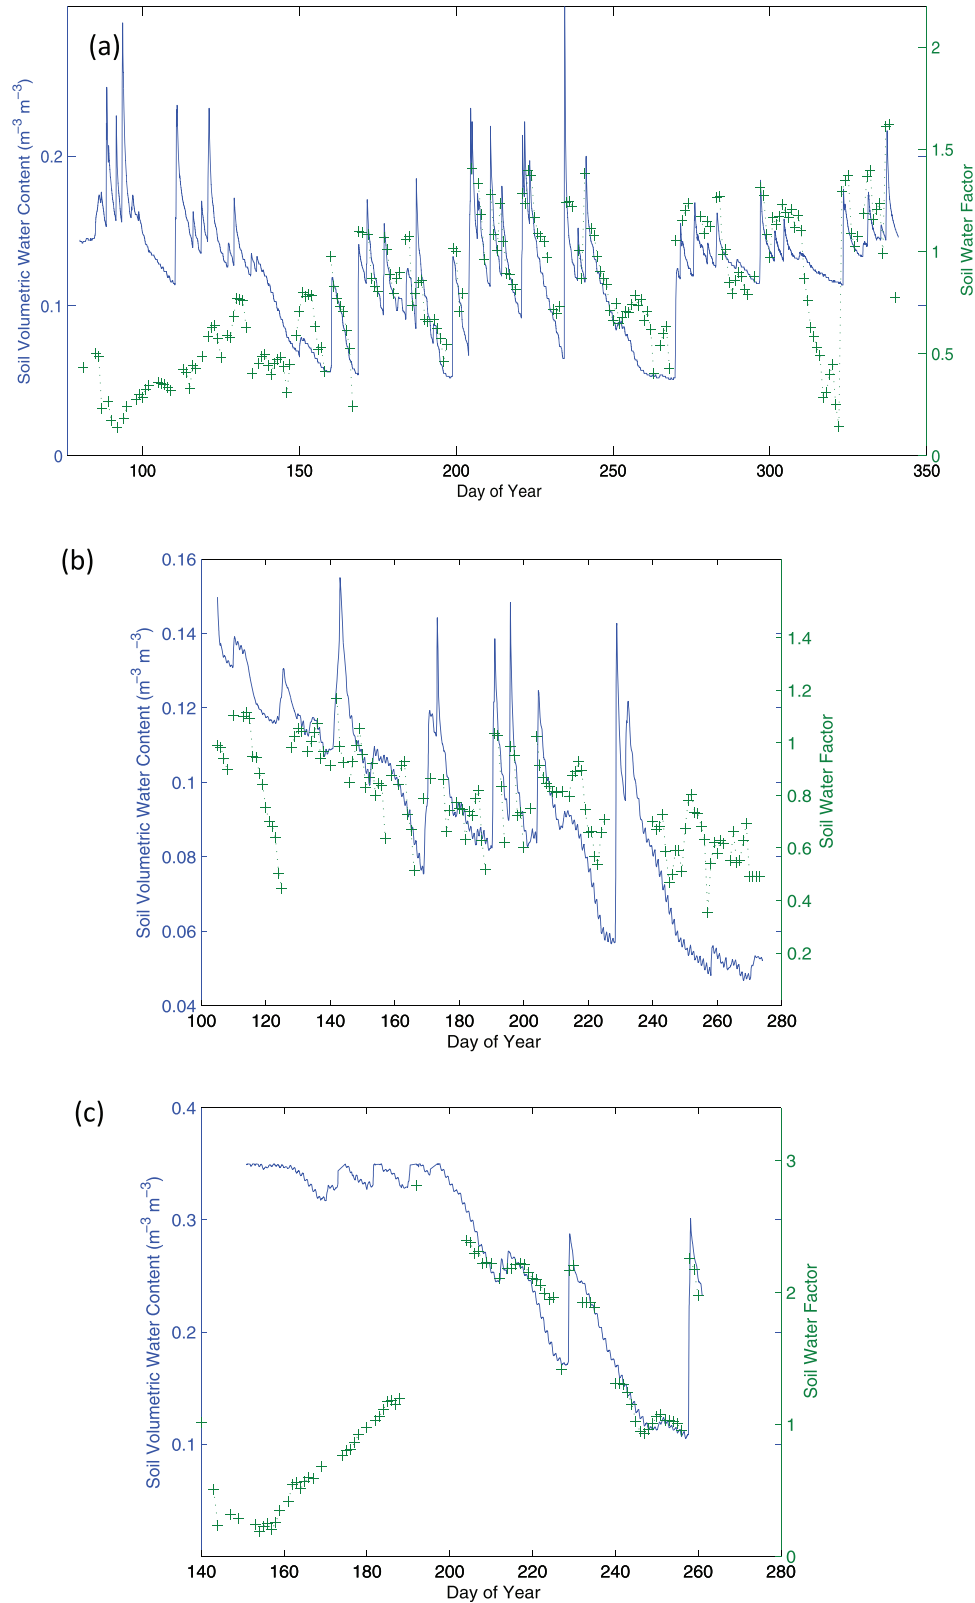 (a)
Soil Volumetric Water Content (m⁻³ m⁻³)
0.2
0.1
0
2
1.5
1
0.5
0
Soil Water Factor
100 150 200 250 300 350
Day of Year
(b)
Soil Volumetric Water Content (m⁻³ m⁻³)
0.16
0.14
0.12
0.1
0.08
0.06
0.04
1.4
1.2
1
0.8
0.6
0.4
0.2
Soil Water Factor
100 120 140 160 180 200 220 240 260 280
Day of Year
(c)
Soil Volumetric Water Content (m⁻³ m⁻³)
0.4
0.3
0.2
0.1
3
2
1
0
Soil Water Factor
140 160 180 200 220 240 260 280
Day of Year